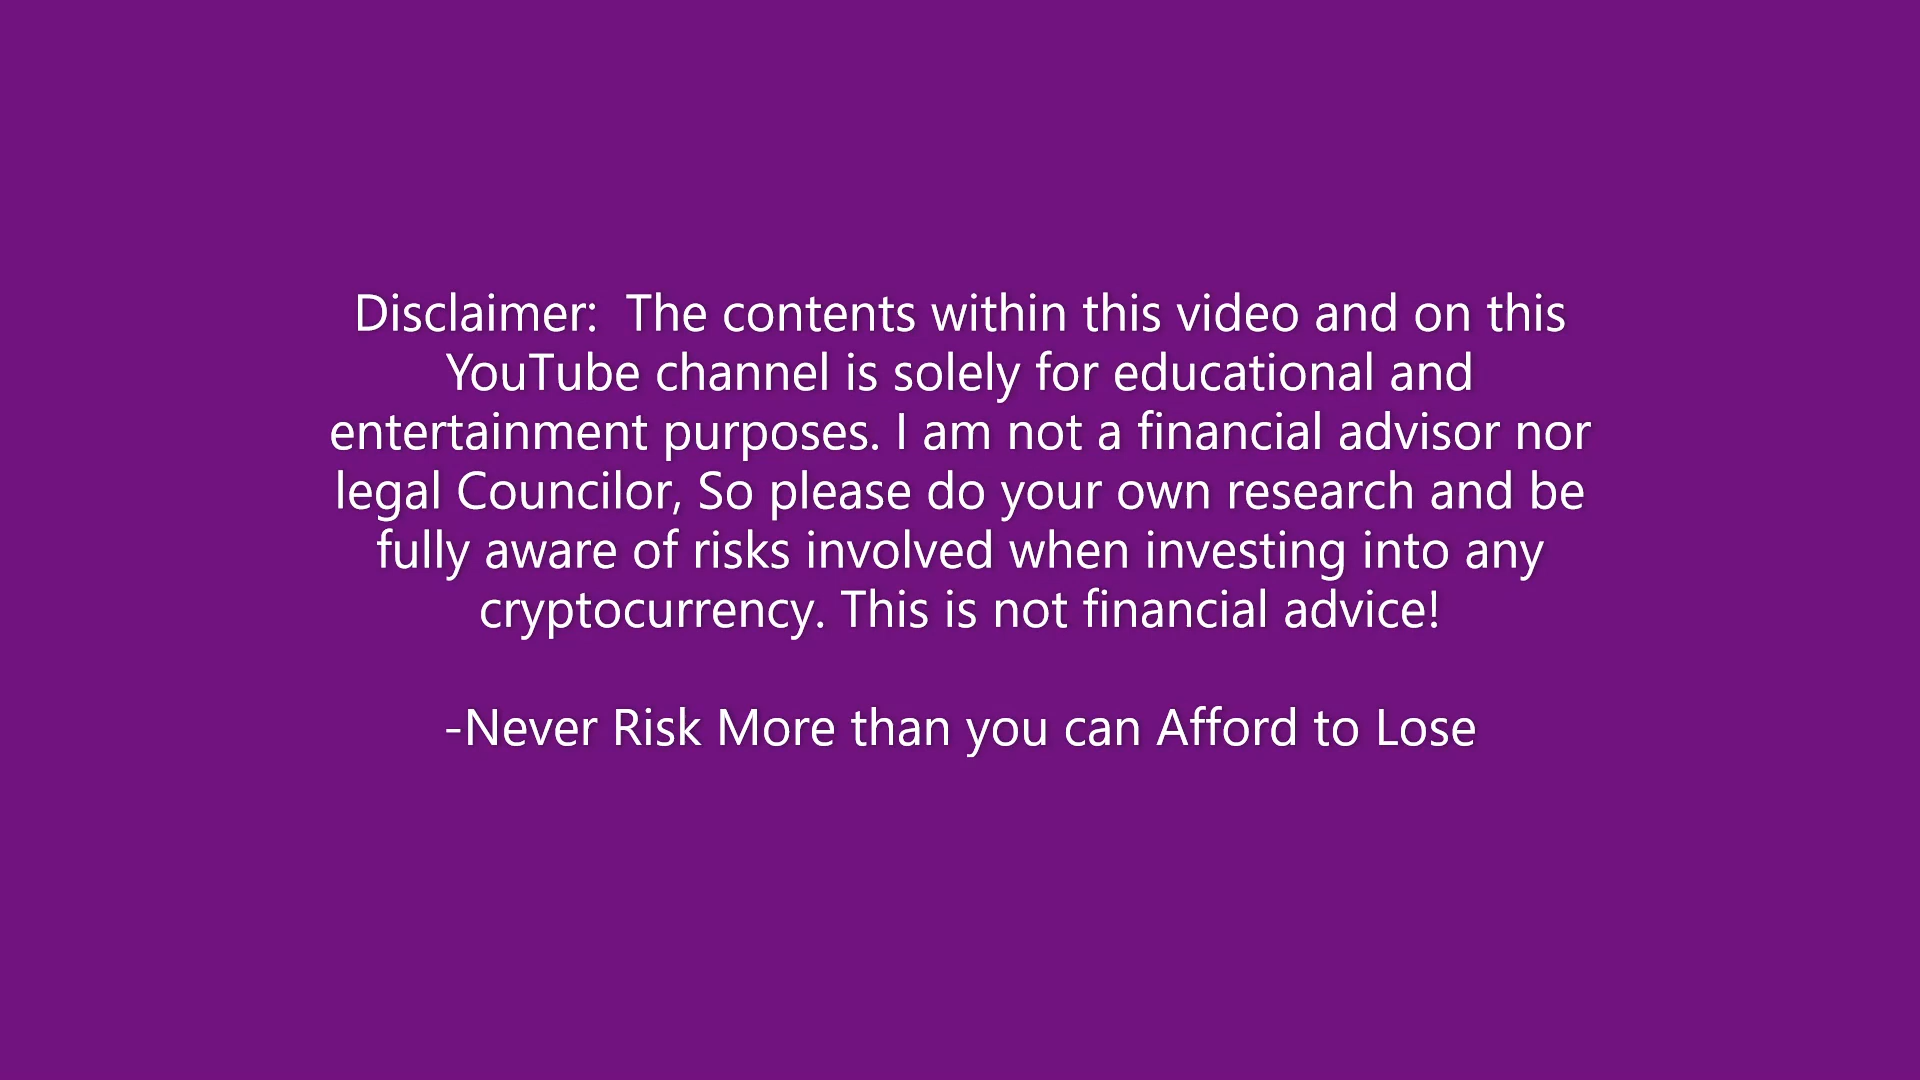 Disclaimer:  The contents within this video and on this
YouTube channel is solely for educational and
entertainment purposes. I am not a financial advisor nor
legal Councilor, So please do your own research and be
fully aware of risks involved when investing into any
cryptocurrency. This is not financial advice!
-Never Risk More than you can Afford to Lose